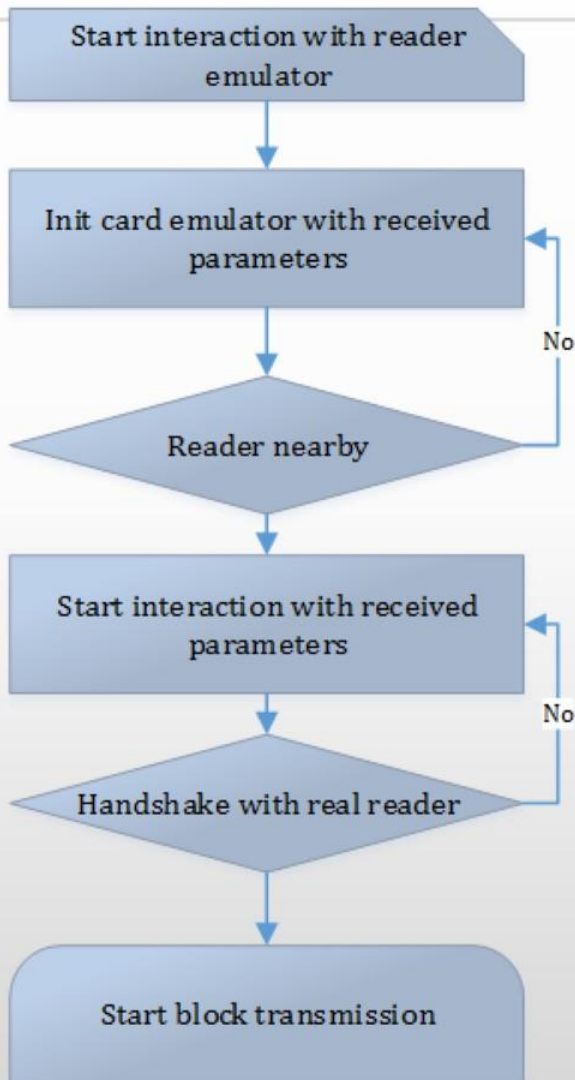 Start interaction with reader
emulator
Init card emulator with received
parameters
No
Reader nearby
Start interaction with received
parameters
No
Handshake with real reader
Start block transmission